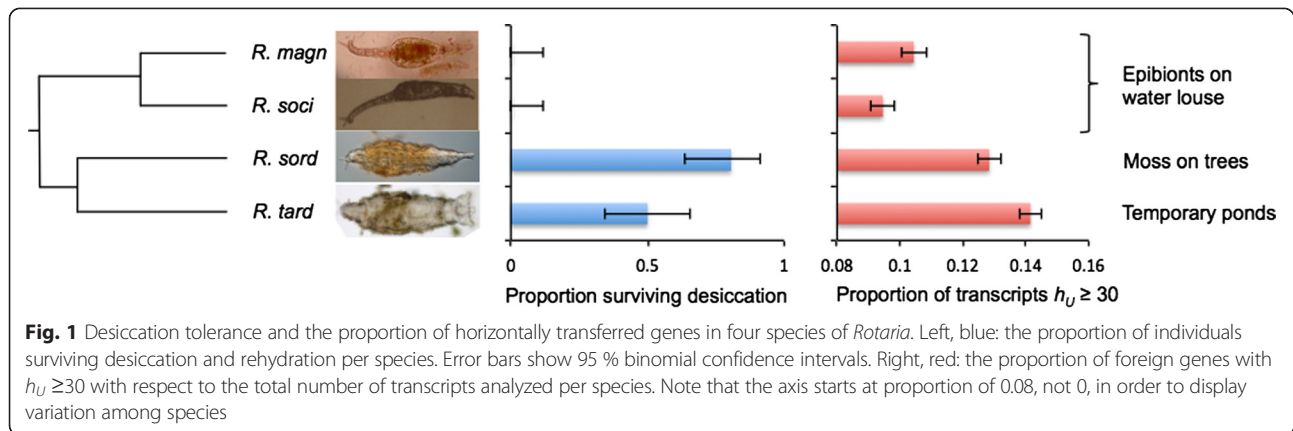 R. magn
R. soci
R. sord
R. tard
0 0.5 1
Proportion surviving desiccation
0.08 0.1 0.12 0.14 0.16
Proportion of transcripts hU ≥ 30
Epibionts on
water louse
Moss on trees
Temporary ponds
Fig. 1 Desiccation tolerance and the proportion of horizontally transferred genes in four species of Rotaria. Left, blue: the proportion of individuals
surviving desiccation and rehydration per species. Error bars show 95 % binomial confidence intervals. Right, red: the proportion of foreign genes with
hU ≥30 with respect to the total number of transcripts analyzed per species. Note that the axis starts at proportion of 0.08, not 0, in order to display
variation among species